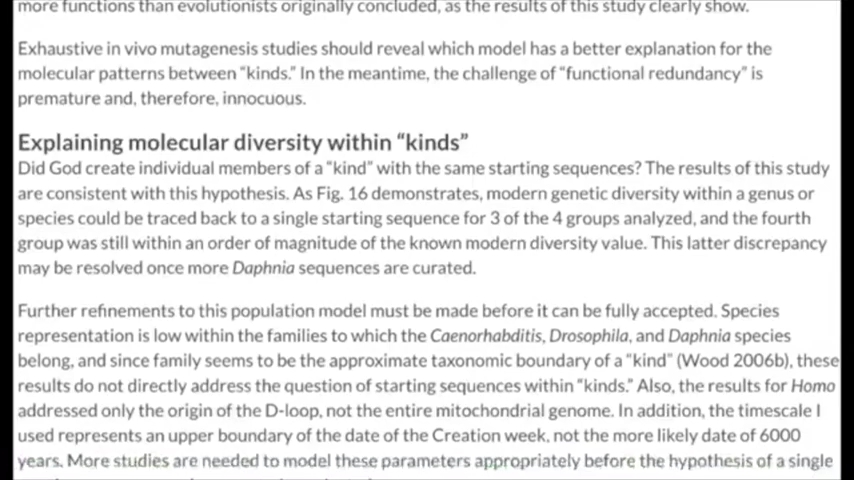 more functions than evolutionists originally concluded, as the results of this study clearly show.
Exhaustive in vivo mutagenesis studies should reveal which model has a better explanation for the
molecular patterns between “kinds.” In the meantime, the challenge of “functional redundancy” is
premature and, therefore, innocuous.
Explaining molecular diversity within “kinds”
Did God create individual members of a “kind” with the same starting sequences? The results of this study
are consistent with this hypothesis. As Fig. 16 demonstrates, modern genetic diversity within a genus or
species could be traced back to a single starting sequence for 3 of the 4 groups analyzed, and the fourth
group was still within an order of magnitude of the known modern diversity value. This latter discrepancy
may be resolved once more Daphnia sequences are curated.
Further refinements to this population model must be made before it can be fully accepted. Species
representation is low within the families to which the Caenorhabditis, Drosophila, and Daphnia species
belong, and since family seems to be the approximate taxonomic boundary of a “kind” (Wood 2006b), these
results do not directly address the question of starting sequences within “kinds.” Also, the results for Homo
addressed only the origin of the D-loop, not the entire mitochondrial genome. In addition, the timescale I
used represents an upper boundary of the date of the Creation week, not the more likely date of 6000
years. More studies are needed to model these parameters appropriately before the hypothesis of a single